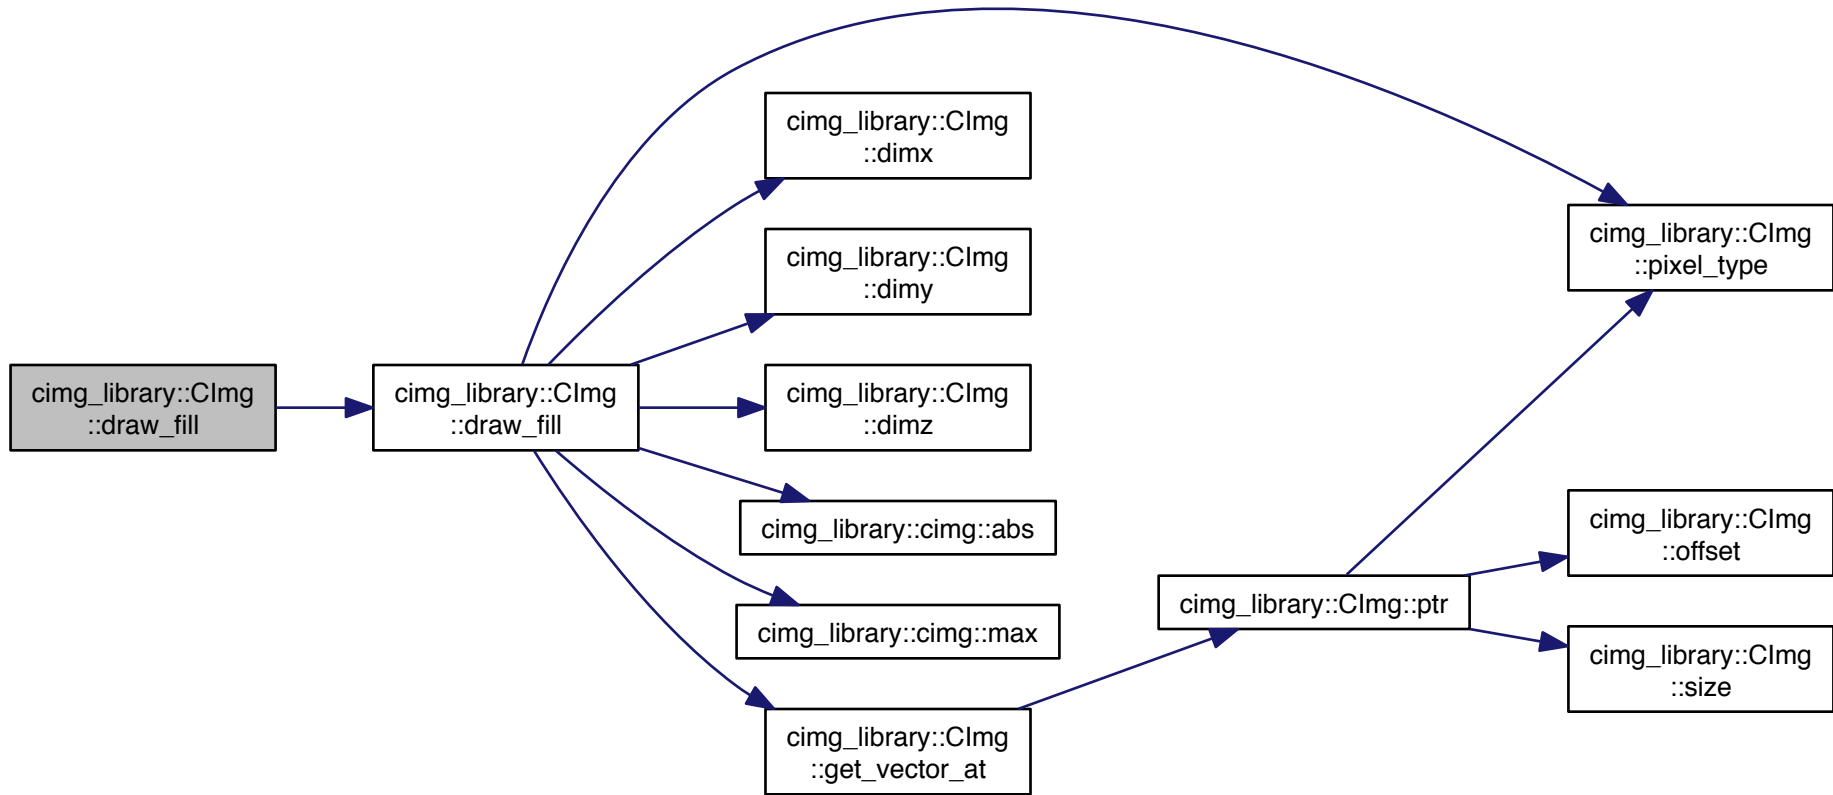 cimg_library::CImg
::draw_fill
cimg_library::CImg
::draw_fill
cimg_library::CImg
::dimx
cimg_library::CImg
::dimy
cimg_library::CImg
::dimz
cimg_library::cimg::abs
cimg_library::cimg::max
cimg_library::CImg
::get_vector_at
cimg_library::CImg::ptr
cimg_library::CImg
::pixel_type
cimg_library::CImg
::offset
cimg_library::CImg
::size